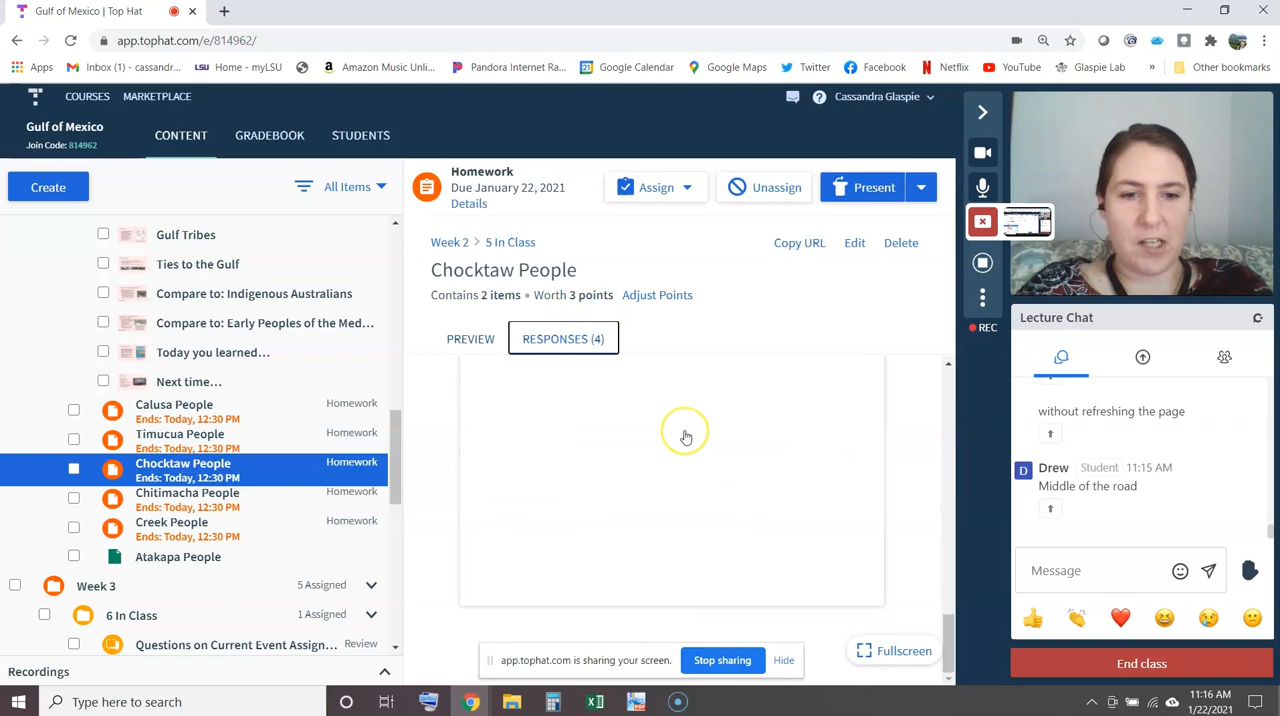 Gulf of Mexico | Top Hat
app.tophat.com/e/814962/
Apps
Inbox (1) - cassandr...
LSU Home - myLSU
Amazon Music Unli...
Pandora Internet Ra...
Google Calendar
Google Maps
Twitter
Facebook
Netflix
YouTube
Glaspie Lab
»
Other bookmarks
COURSES
MARKETPLACE
Cassandra Glaspie
Gulf of Mexico
Join Code: 814962
CONTENT
GRADEBOOK
STUDENTS
Create
All Items
Gulf Tribes
Ties to the Gulf
Compare to: Indigenous Australians
Compare to: Early Peoples of the Med...
Today you learned...
Next time...
Calusa People
Homework
Ends: Today, 12:30 PM
Timucua People
Homework
Ends: Today, 12:30 PM
Chocktaw People
Homework
Ends: Today, 12:30 PM
Chitimacha People
Homework
Ends: Today, 12:30 PM
Creek People
Homework
Ends: Today, 12:30 PM
Atakapa People
Week 3
5 Assigned
6 In Class
1 Assigned
Questions on Current Event Assign...
Review
Recordings
Homework
Due January 22, 2021
Details
Assign
Unassign
Present
Week 2 > 5 In Class
Copy URL
Edit
Delete
Chocktaw People
Contains 2 items • Worth 3 points
Adjust Points
PREVIEW
RESPONSES (4)
app.tophat.com is sharing your screen.
Stop sharing
Hide
Fullscreen
REC
Lecture Chat
without refreshing the page
D
Drew
Student
11:15 AM
Middle of the road
Message
End class
Type here to search
11:16 AM
1/22/2021